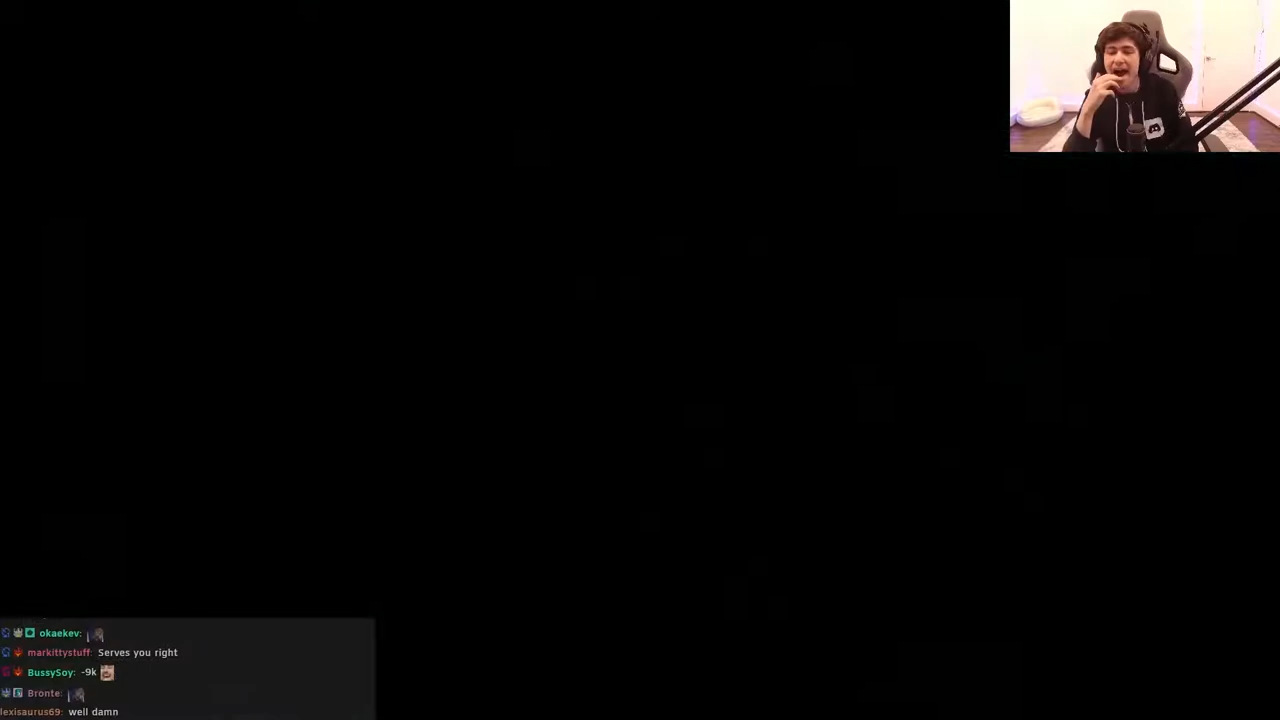 okaekev:
markittystuff: Serves you right
BussySoy: -9k
Bronte:
lexisaurus69: well damn